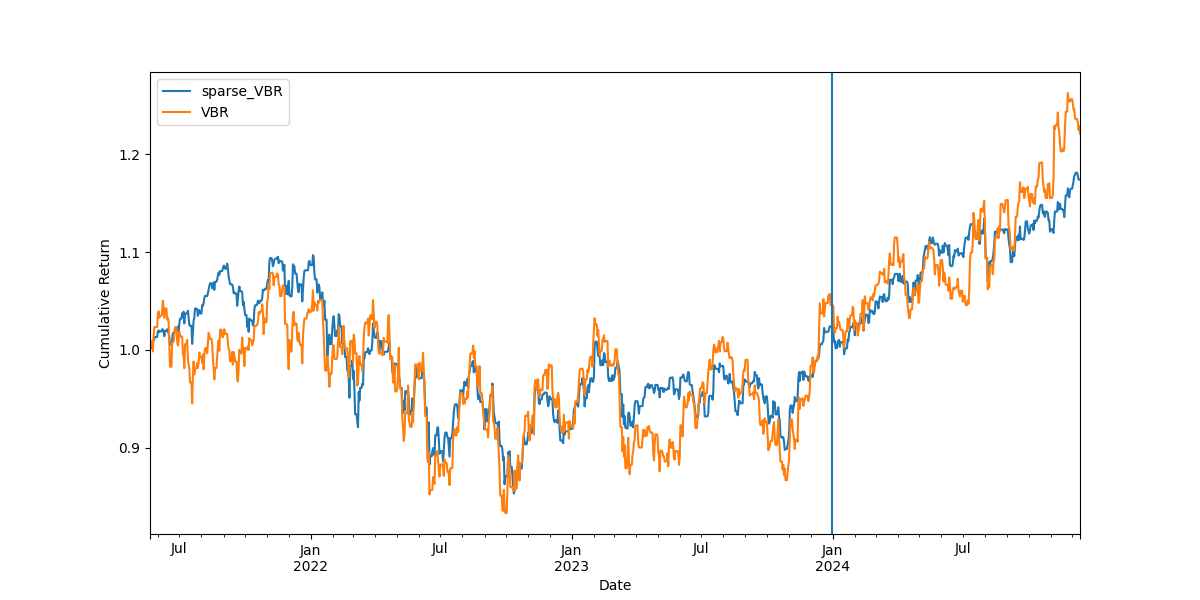 sparse_VBR
VBR
Cumulative Return
1.2
1.1
1.0
0.9
Jul
Jan
2022
Jul
Jan
2023
Jul
Jan
2024
Jul
Date